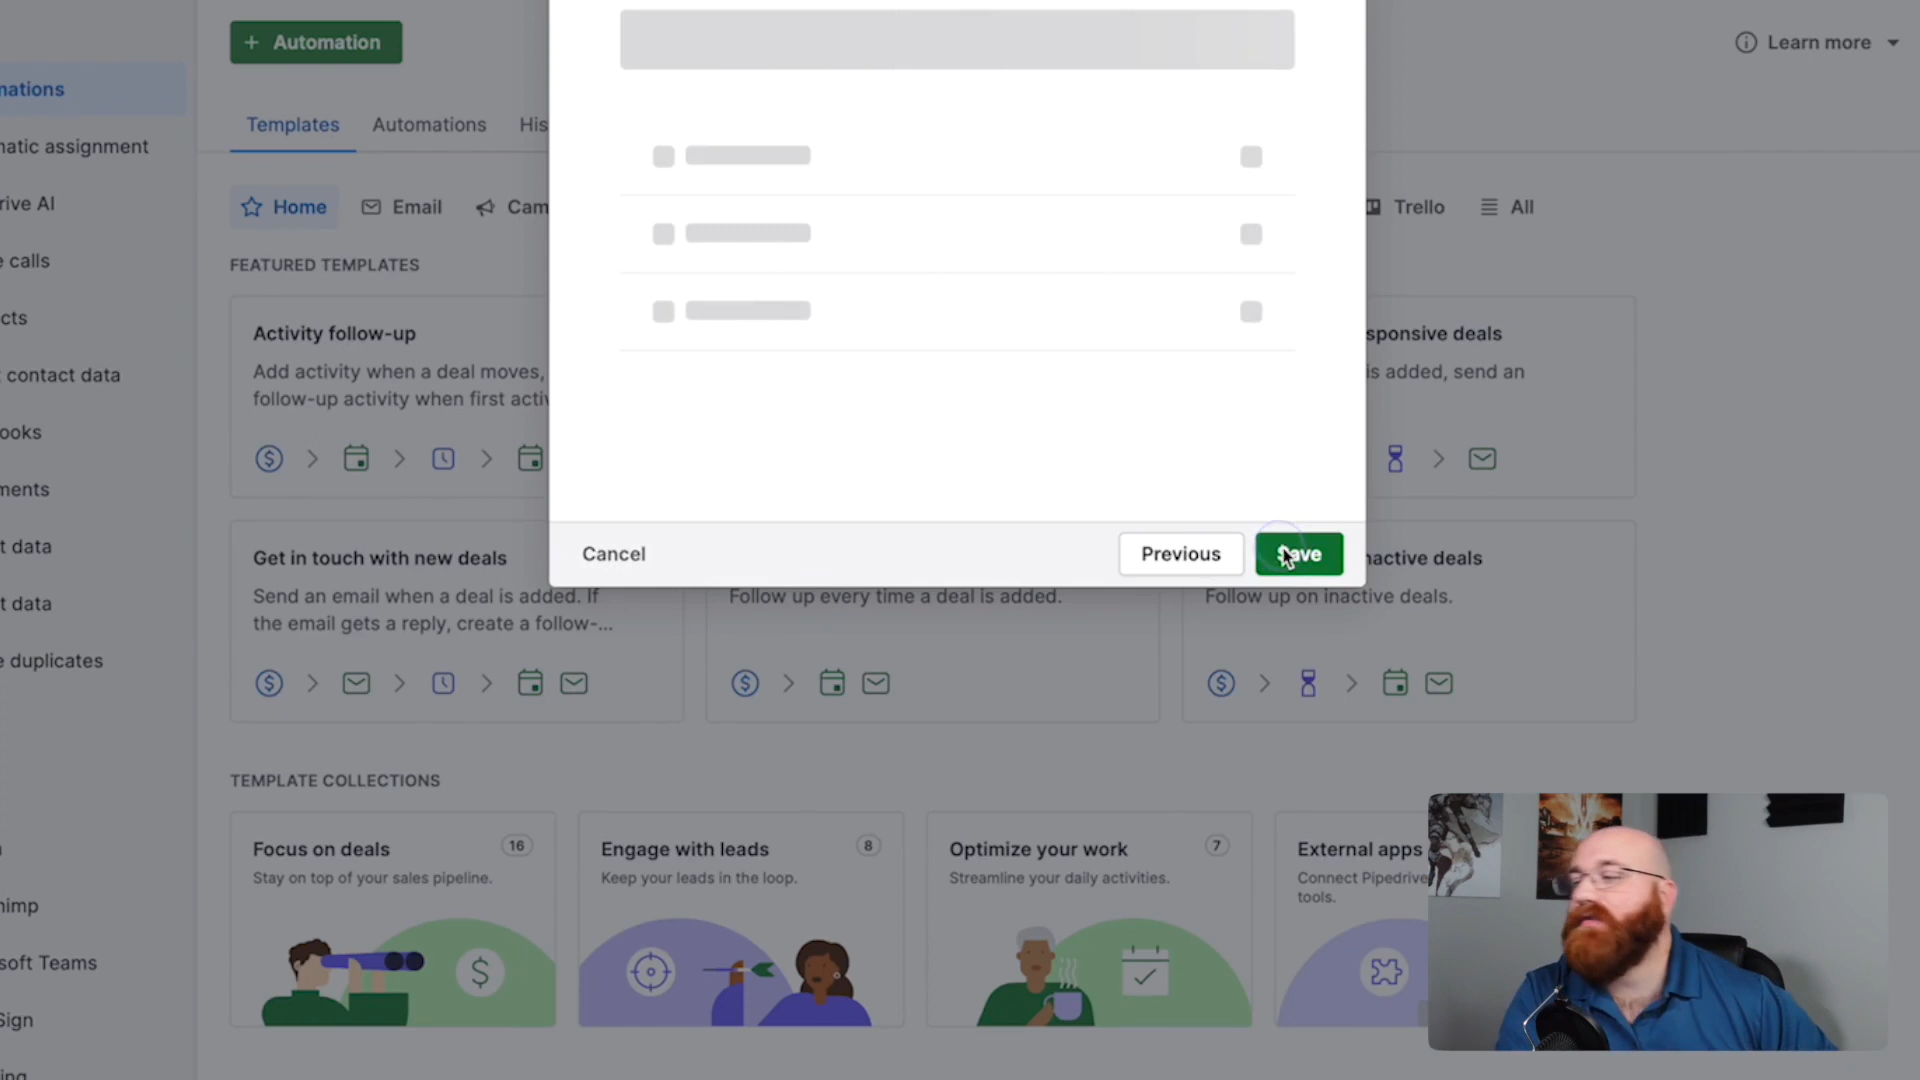 + Automation
Learn more
mations
Templates Automations His
matic assignment
rive AI
Home Email Cam Trello All
e calls
FEATURED TEMPLATES
cts
Activity follow-up
sponsive deals
Add activity when a deal moves,
is added, send an
t contact data
follow-up activity when first activ
ooks
ments
Cancel Previous Save
t data
Get in touch with new deals
nactive deals
Send an email when a deal is added. If
the email gets a reply, create a follow-...
Follow up every time a deal is added.
Follow up on inactive deals.
t data
e duplicates
TEMPLATE COLLECTIONS
Focus on deals 16
Stay on top of your sales pipeline.
Engage with leads 8
Keep your leads in the loop.
Optimize your work 7
Streamline your daily activities.
External apps
Connect Pipedrive
tools.
himp
soft Teams
Sign